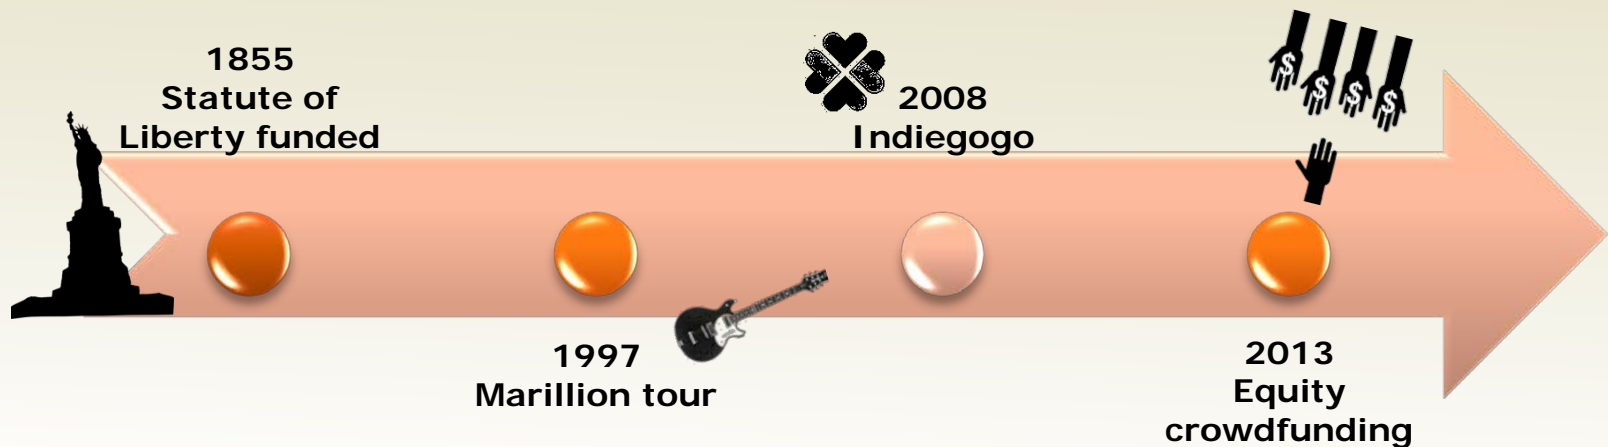 1855
Statute of
Liberty funded
1997
Marillion tour
2008
Indiegogo
2013
Equity
crowdfunding
$ $ $ $